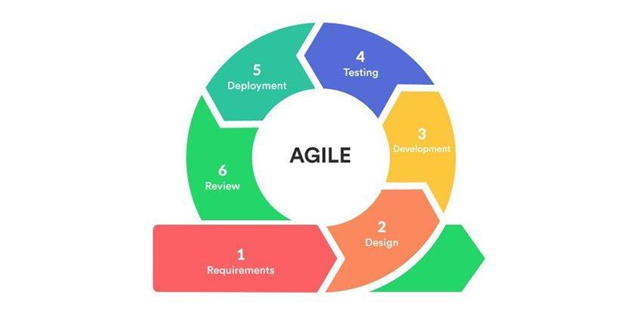 AGILE
1
Requirements
2
Design
3
Development
4
Testing
5
Deployment
6
Review